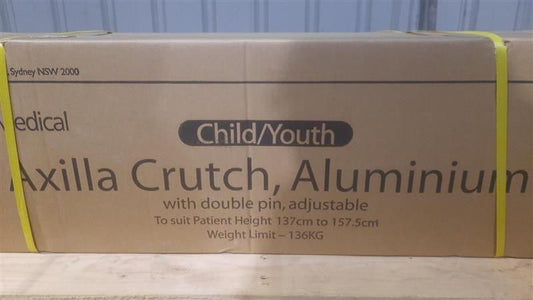 , Sydney NSW 2000
Medical
Child/Youth
Axilla Crutch, Aluminium
with double pin, adjustable
To suit Patient Height 137cm to 157.5cm
Weight Limit – 136KG